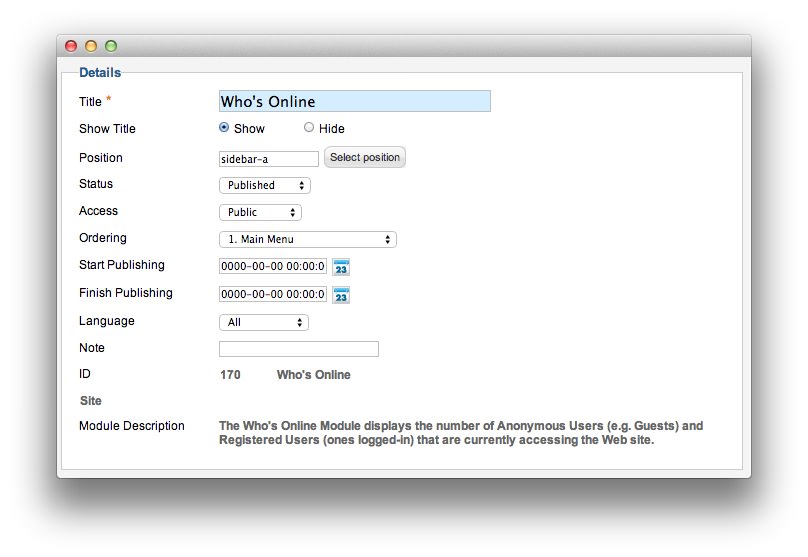 Details
Title *
Who's Online
Show Title
Show
Hide
Position
sidebar-a
Select position
Status
Published
Access
Public
Ordering
1. Main Menu
Start Publishing
0000-00-00 00:00:0
23
Finish Publishing
0000-00-00 00:00:0
23
Language
All
Note
ID
170
Who's Online
Site
Module Description
The Who's Online Module displays the number of Anonymous Users (e.g. Guests) and
Registered Users (ones logged-in) that are currently accessing the Web site.